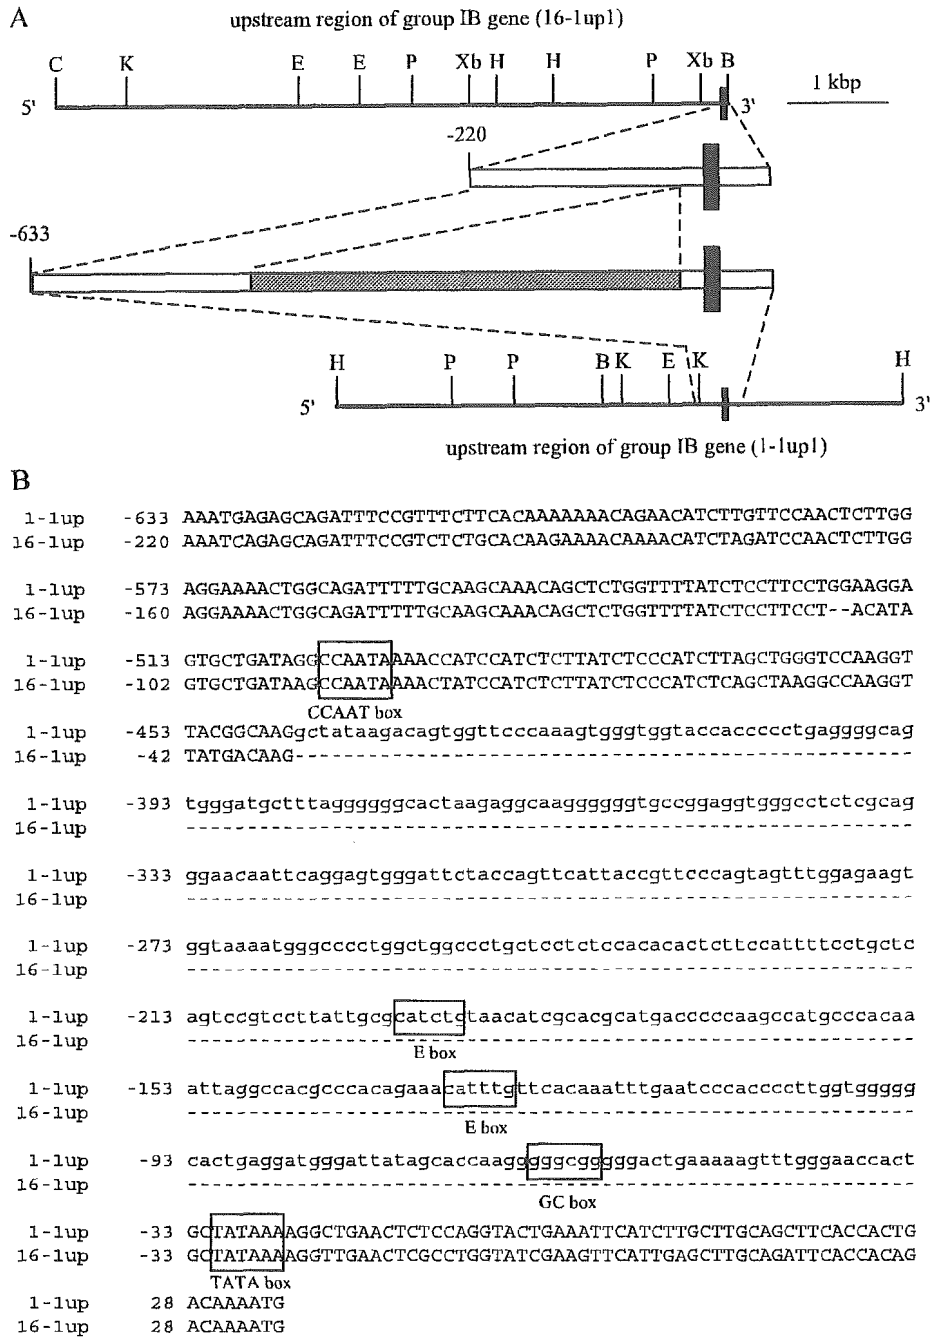 A
upstream region of group IB gene (16-1up1)
C K E E P Xb H H P Xb B
5' 3' 1 kbp
-220
-633
H P P B K E K H
5' 3'
upstream region of group IB gene (1-1up1)
B
1-1up -633 AAATGAGAGCAGATTTCCGTTTCTTCACAAAAAAACAGAACATCTTGTTCCAACTCTTGG
16-1up -220 AAATCAGAGCAGATTTCCGTCTCTGCACAAGAAAACAAAACATCTAGATCCAACTCTTGG
1-1up -573 AGGAAAACTGGCAGATTTTTGCAAGCAAACAGCTCTGGTTTTATCTCCTTCCTGGAAGGA
16-1up -160 AGGAAAACTGGCAGATTTTTGCAAGCAAACAGCTCTGGTTTTATCTCCTTCCT--ACATA
1-1up -513 GTGCTGATAGGCCAATAAAACCATCCATCTCTTATCTCCCATCTTAGCTGGGTCCAAGGT
16-1up -102 GTGCTGATAAGCCAATAAAACTATCCATCTCTTATCTCCCATCTCAGCTAAGGCCAAGGT
CCAAT box
1-1up -453 TACGGCAAGgctataagacagtggttcccaaagtgggtggtaccacccccctgaggggcag
16-1up -42 TATGACAAG---------------------------------------------------
1-1up -393 tgggatgctttaggggggcactaagaggcaaggggggtgccggaggtgggcctctcgcag
16-1up ------------------------------------------------------------
1-1up -333 ggaacaattcaggagtgggattctaccagttcattaccgttcccagtagtttggagaagt
16-1up ------------------------------------------------------------
1-1up -273 ggtaaaatgggcccctggctggccctgctcctctccacacactcttccattttcctgctc
16-1up ------------------------------------------------------------
1-1up -213 agtccgtccttattgcgcatctgtaacatcgcacgcatgacccccaagccatgcccacaa
16-1up ------------------------------------------------------------
E box
1-1up -153 attaggccacgcccacagaaacatttgttcacaaatttgaatcccaccccttggtggggg
16-1up ------------------------------------------------------------
E box
1-1up -93 cactgaggatgggattatagcaccaagggggcgggggactgaaaaagtttgggaaccact
16-1up ------------------------------------------------------------
GC box
1-1up -33 GCTATAAAAGGCTGAACTCTCCAGGTACTGAAATTCATCTTGCTTGCAGCTTCACCACTG
16-1up -33 GCTATAAAAGGTTGAACTCGCCTGGTATCGAAGTTCATTGAGCTTGCAGATTCACCACAG
TATA box
1-1up 28 ACAAAATG
16-1up 28 ACAAAATG